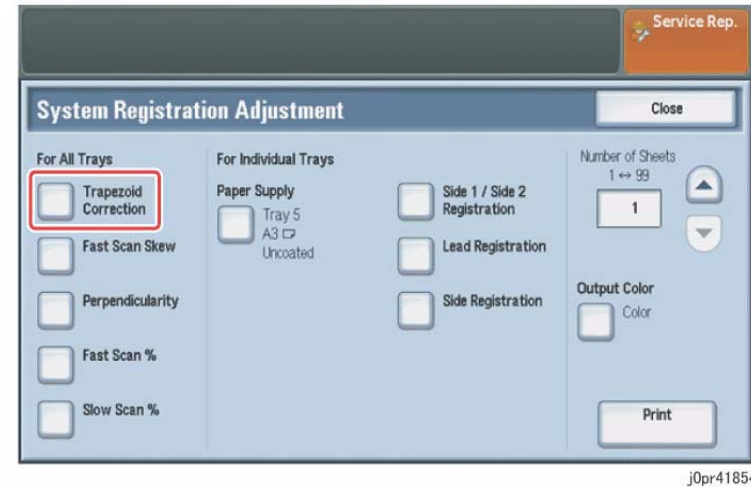 Service Rep.
System Registration Adjustment
Close
For All Trays
Trapezoid
Correction
Fast Scan Skew
Perpendicularity
Fast Scan %
Slow Scan %
For Individual Trays
Paper Supply
Tray 5
A3
Uncoated
Side 1 / Side 2
Registration
Lead Registration
Side Registration
Number of Sheets
1 ↔ 99
1
Output Color
Color
Print
j0pr4185